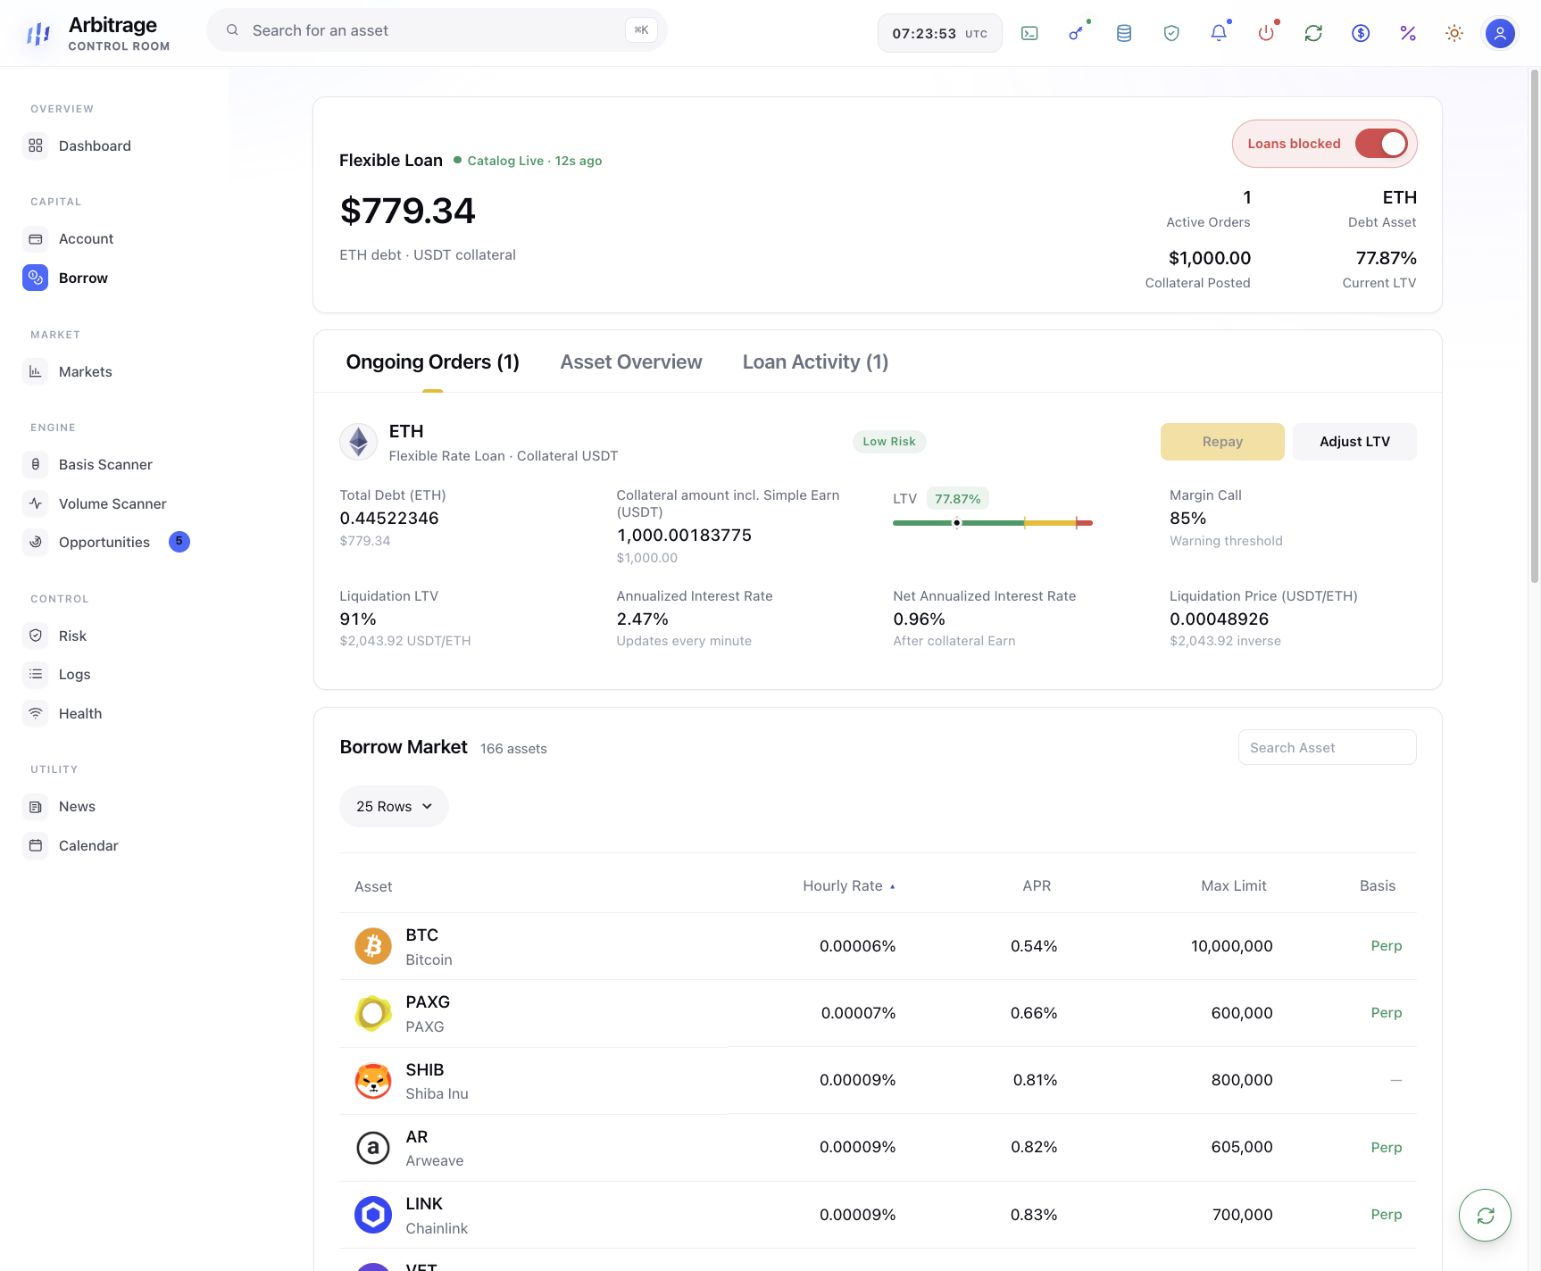 Arbitrage
CONTROL ROOM
Search for an asset
⌘K
07:23:53 UTC
OVERVIEW
Dashboard
CAPITAL
Account
Borrow
MARKET
Markets
ENGINE
Basis Scanner
Volume Scanner
Opportunities 5
CONTROL
Risk
Logs
Health
UTILITY
News
Calendar
Flexible Loan
Catalog Live · 12s ago
Loans blocked
$779.34
ETH debt · USDT collateral
1
Active Orders
ETH
Debt Asset
$1,000.00
Collateral Posted
77.87%
Current LTV
Ongoing Orders (1)
Asset Overview
Loan Activity (1)
ETH
Flexible Rate Loan · Collateral USDT
Low Risk
Repay
Adjust LTV
Total Debt (ETH)
0.44522346
$779.34
Collateral amount incl. Simple Earn
(USDT)
1,000.00183775
$1,000.00
LTV 77.87%
Margin Call
85%
Warning threshold
Liquidation LTV
91%
$2,043.92 USDT/ETH
Annualized Interest Rate
2.47%
Updates every minute
Net Annualized Interest Rate
0.96%
After collateral Earn
Liquidation Price (USDT/ETH)
0.00048926
$2,043.92 inverse
Borrow Market 166 assets
Search Asset
25 Rows
Asset Hourly Rate APR Max Limit Basis
BTC
Bitcoin
0.00006% 0.54% 10,000,000 Perp
PAXG
PAXG
0.00007% 0.66% 600,000 Perp
SHIB
Shiba Inu
0.00009% 0.81% 800,000 —
AR
Arweave
0.00009% 0.82% 605,000 Perp
LINK
Chainlink
0.00009% 0.83% 700,000 Perp
VET